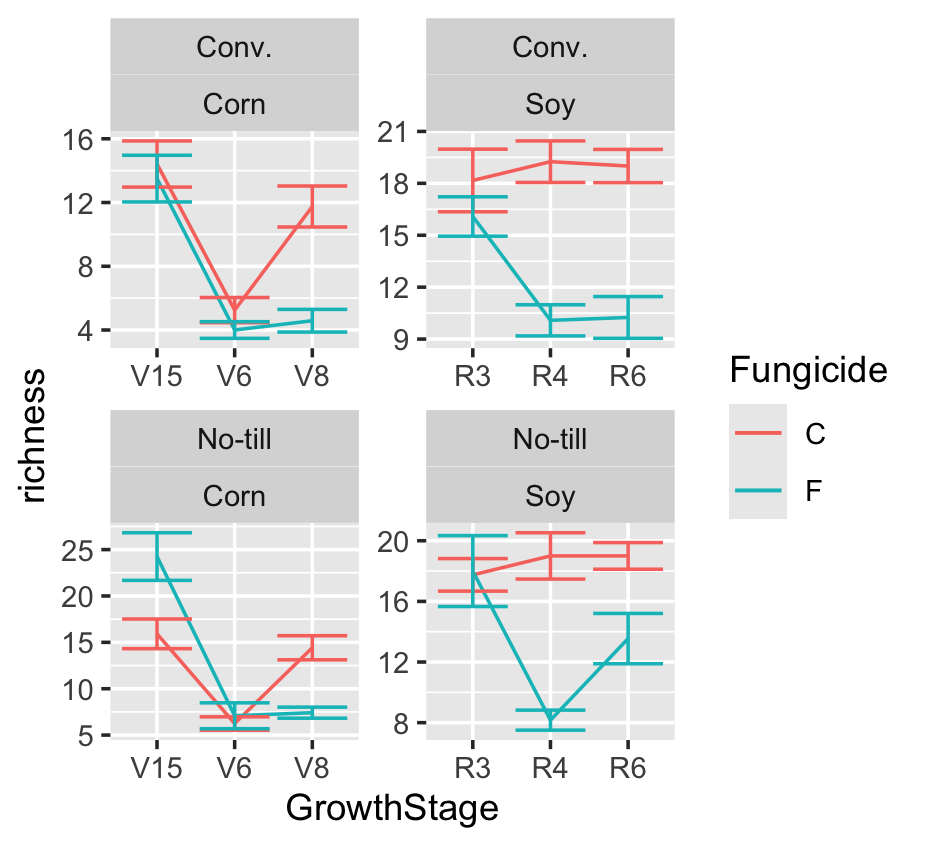 Conv.
Corn
16
12
8
4
V15 V6 V8
Conv.
Soy
21
18
15
12
9
R3 R4 R6
No-till
Corn
25
20
15
10
5
V15 V6 V8
No-till
Soy
20
16
12
8
R3 R4 R6
richness
GrowthStage
Fungicide
C
F